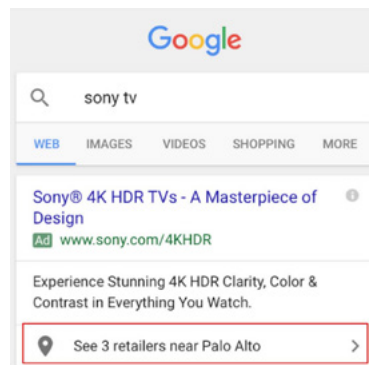 Google
sony tv
WEB IMAGES VIDEOS SHOPPING MORE
Sony® 4K HDR TVs - A Masterpiece of
Design
Ad www.sony.com/4KHDR
Experience Stunning 4K HDR Clarity, Color &
Contrast in Everything You Watch.
See 3 retailers near Palo Alto